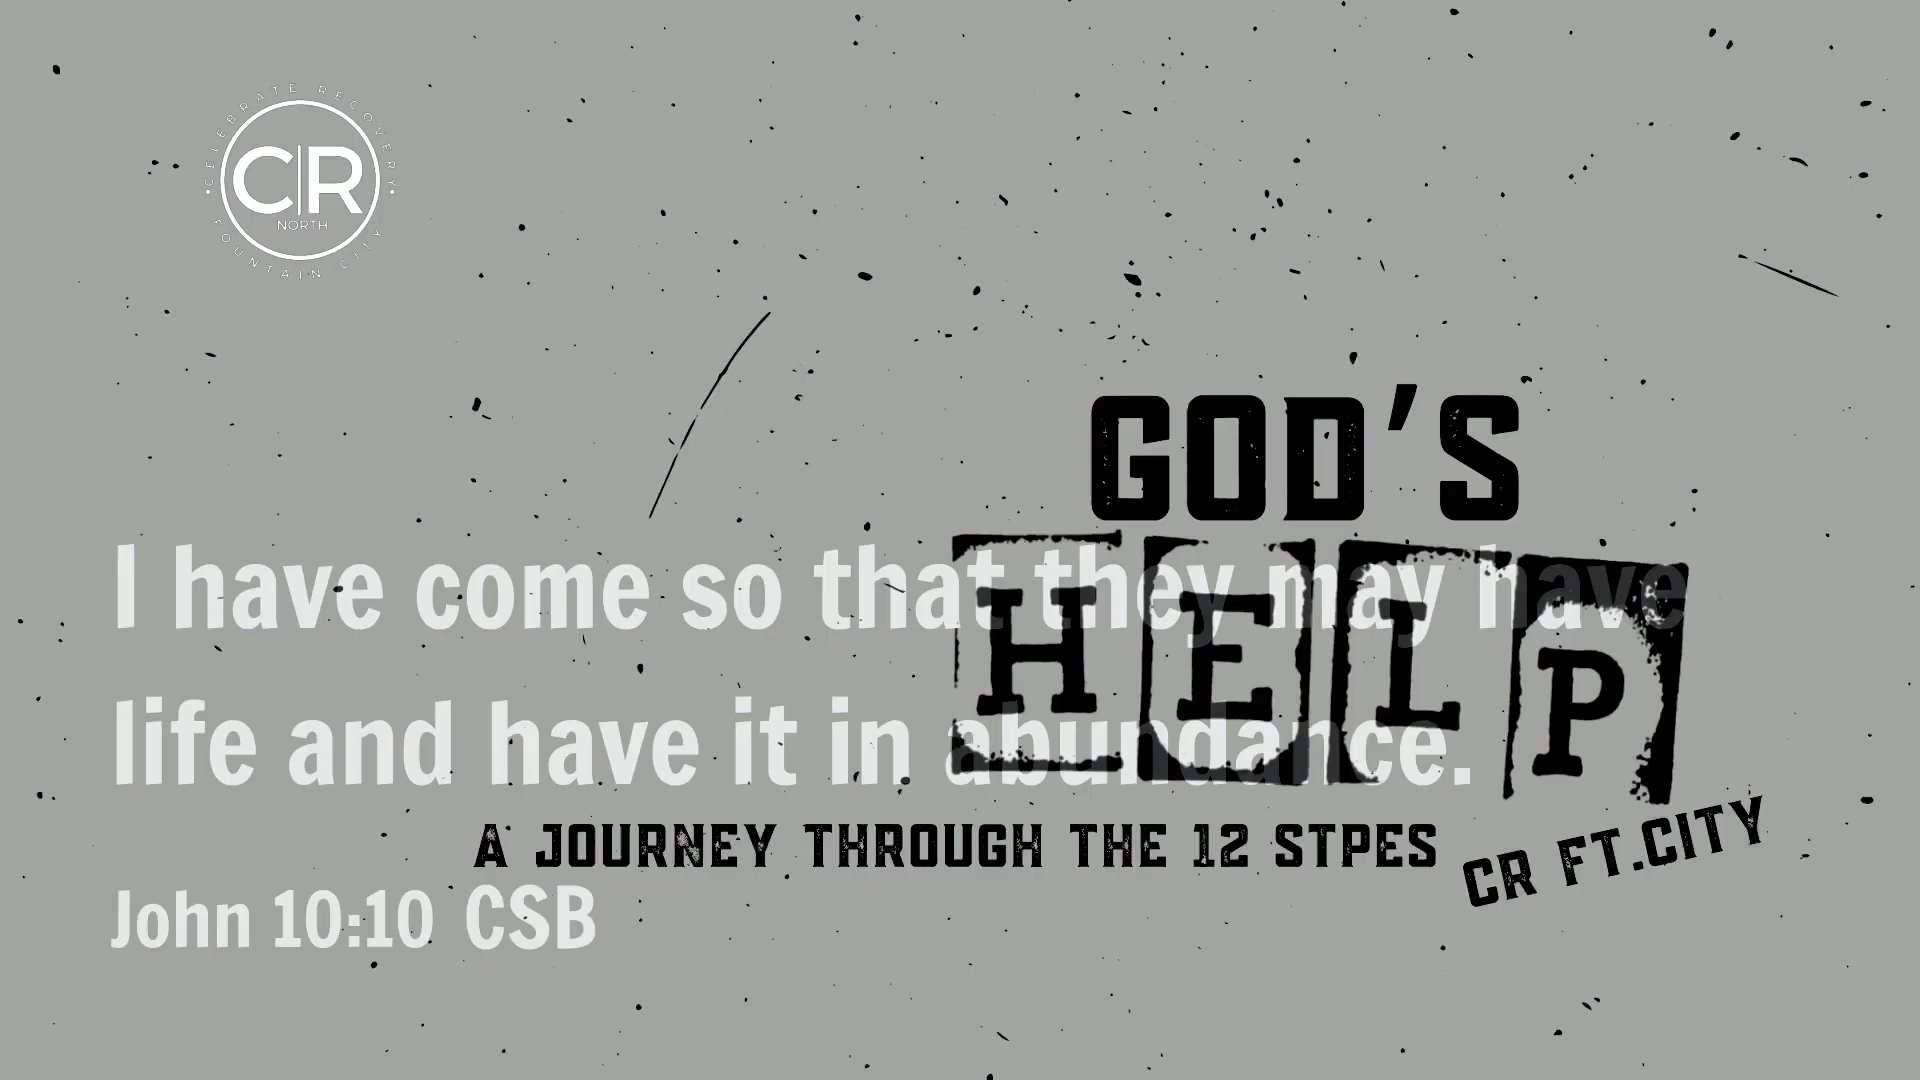 CELEBRATE RECOVERY
C|R
NORTH
FOUNTAIN CITY
GOD'S
HELP
I have come so that they may have
life and have it in abundance.
A JOURNEY THROUGH THE 12 STPES
CR FT.CITY
John 10:10 CSB